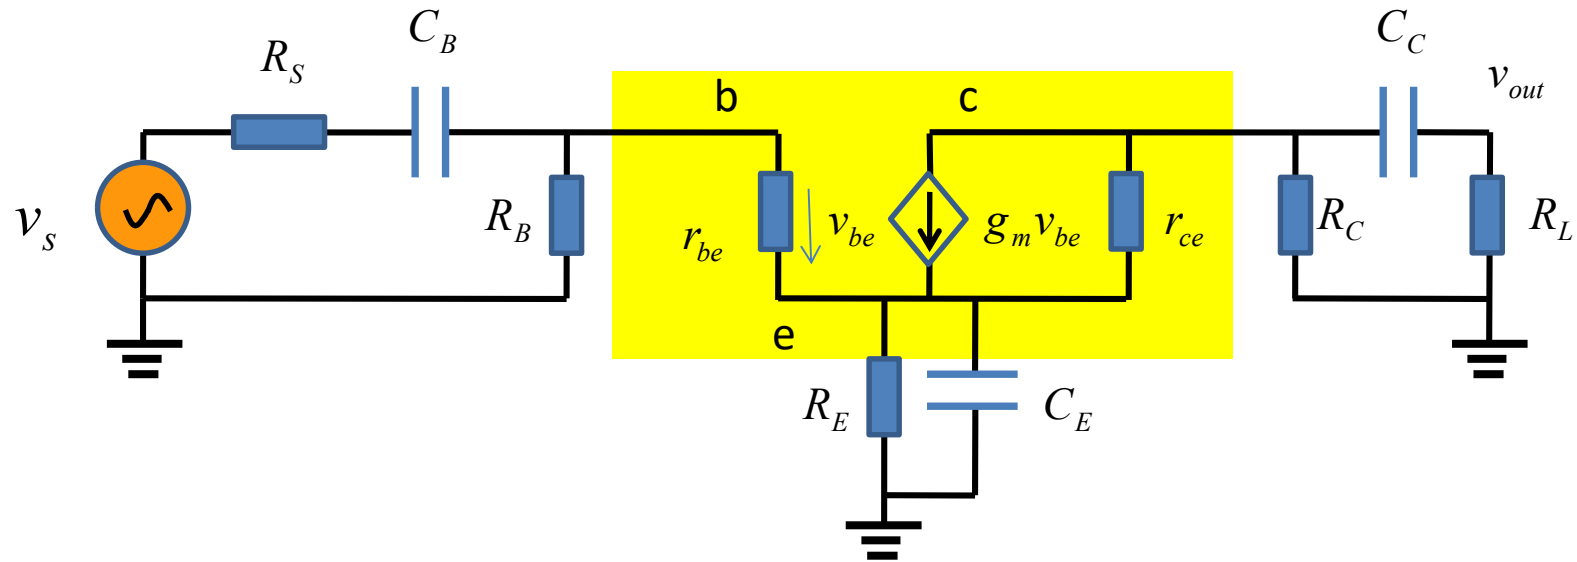 C_B
C_C
R_S
v_out
b
c
v_s
R_B
r_be
v_be
g_m v_be
r_ce
R_C
R_L
e
R_E
C_E